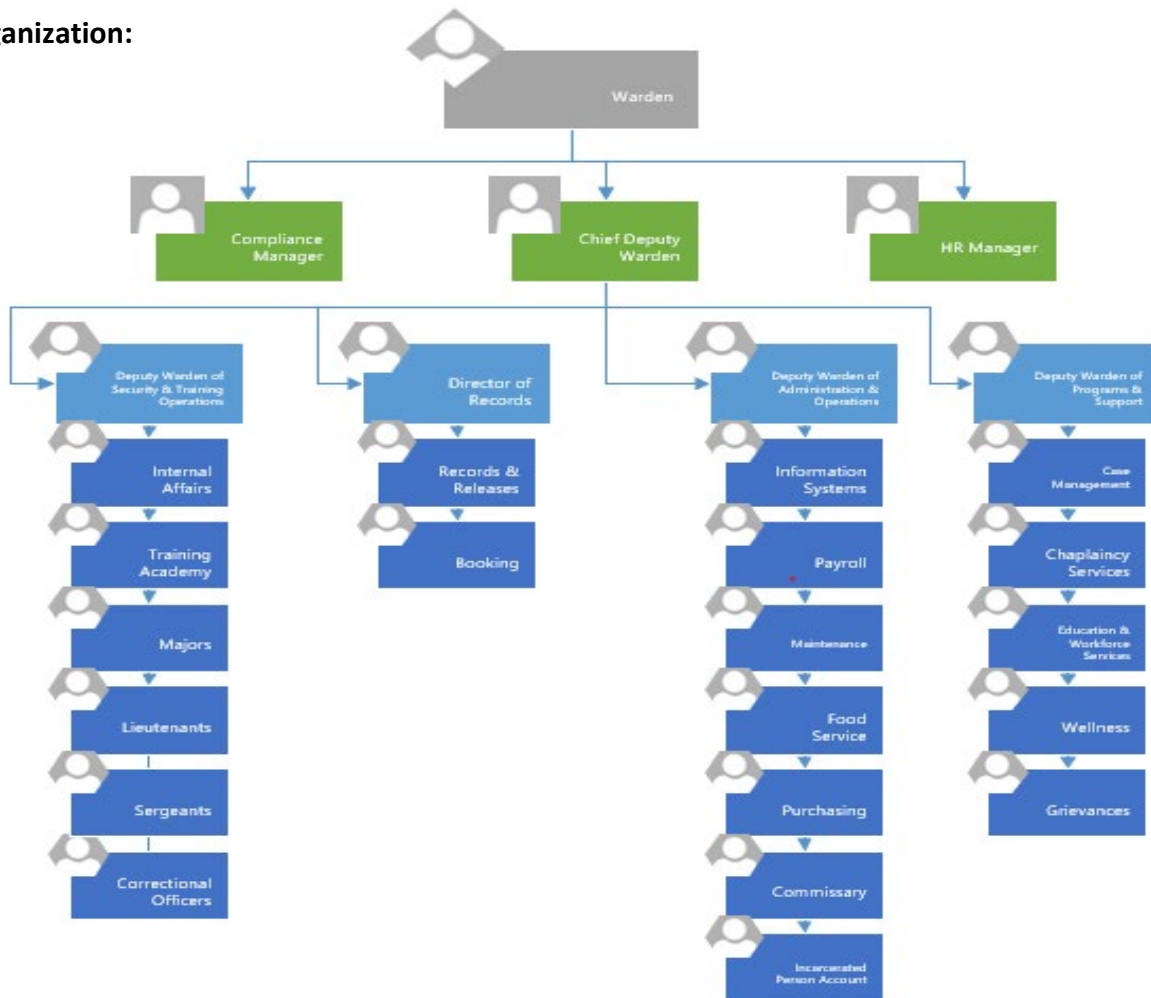 ganization:
Warden
Compliance
Manager
Chief Deputy
Warden
HR Manager
Deputy Warden of
Security & Training
Operations
Director of
Records
Deputy Warden of
Administration &
Operations
Deputy Warden of
Programs &
Support
Internal
Affairs
Training
Academy
Majors
Lieutenants
Sergeants
Correctional
Officers
Records &
Releases
Booking
Information
Systems
Payroll
Maintenance
Food
Service
Purchasing
Commissary
Incarcerated
Person Account
Case
Management
Chaplaincy
Services
Education &
Workforce
Services
Wellness
Grievances